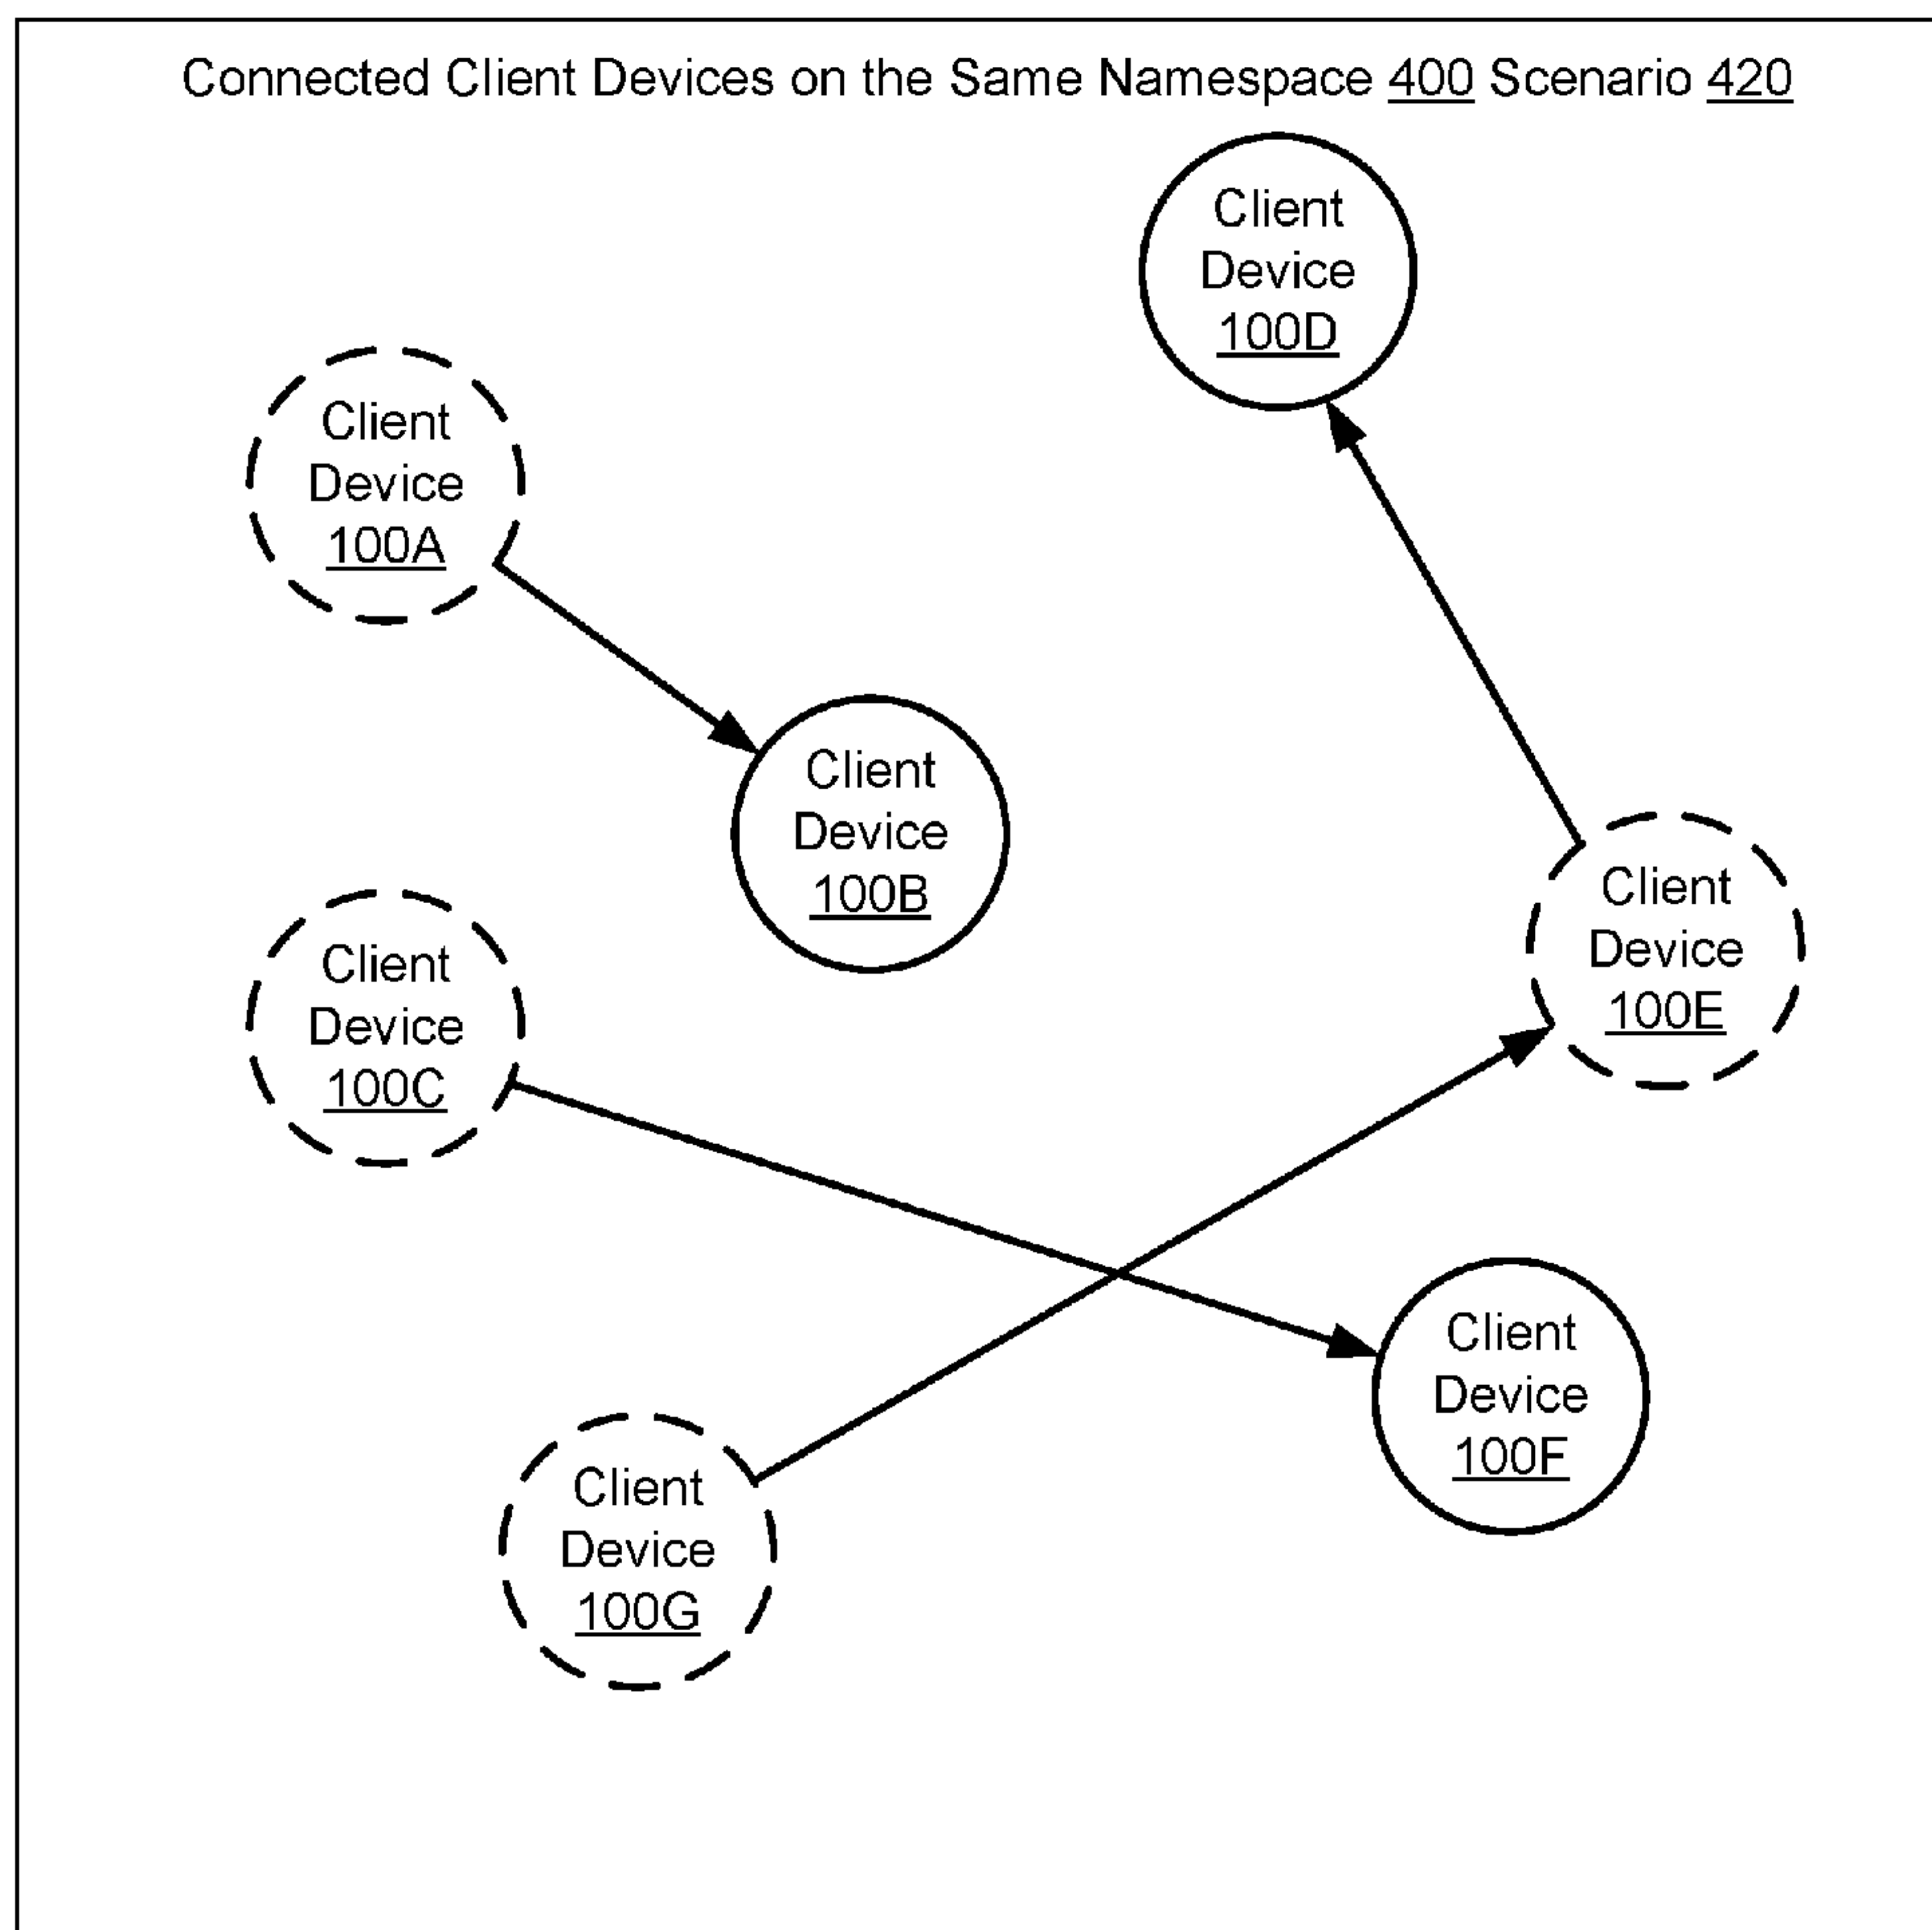 Connected Client Devices on the Same Namespace 400 Scenario 420
Client
Device
100D
Client
Device
100A
Client
Device
100B
Client
Device
100E
Client
Device
100C
Client
Device
100F
Client
Device
100G